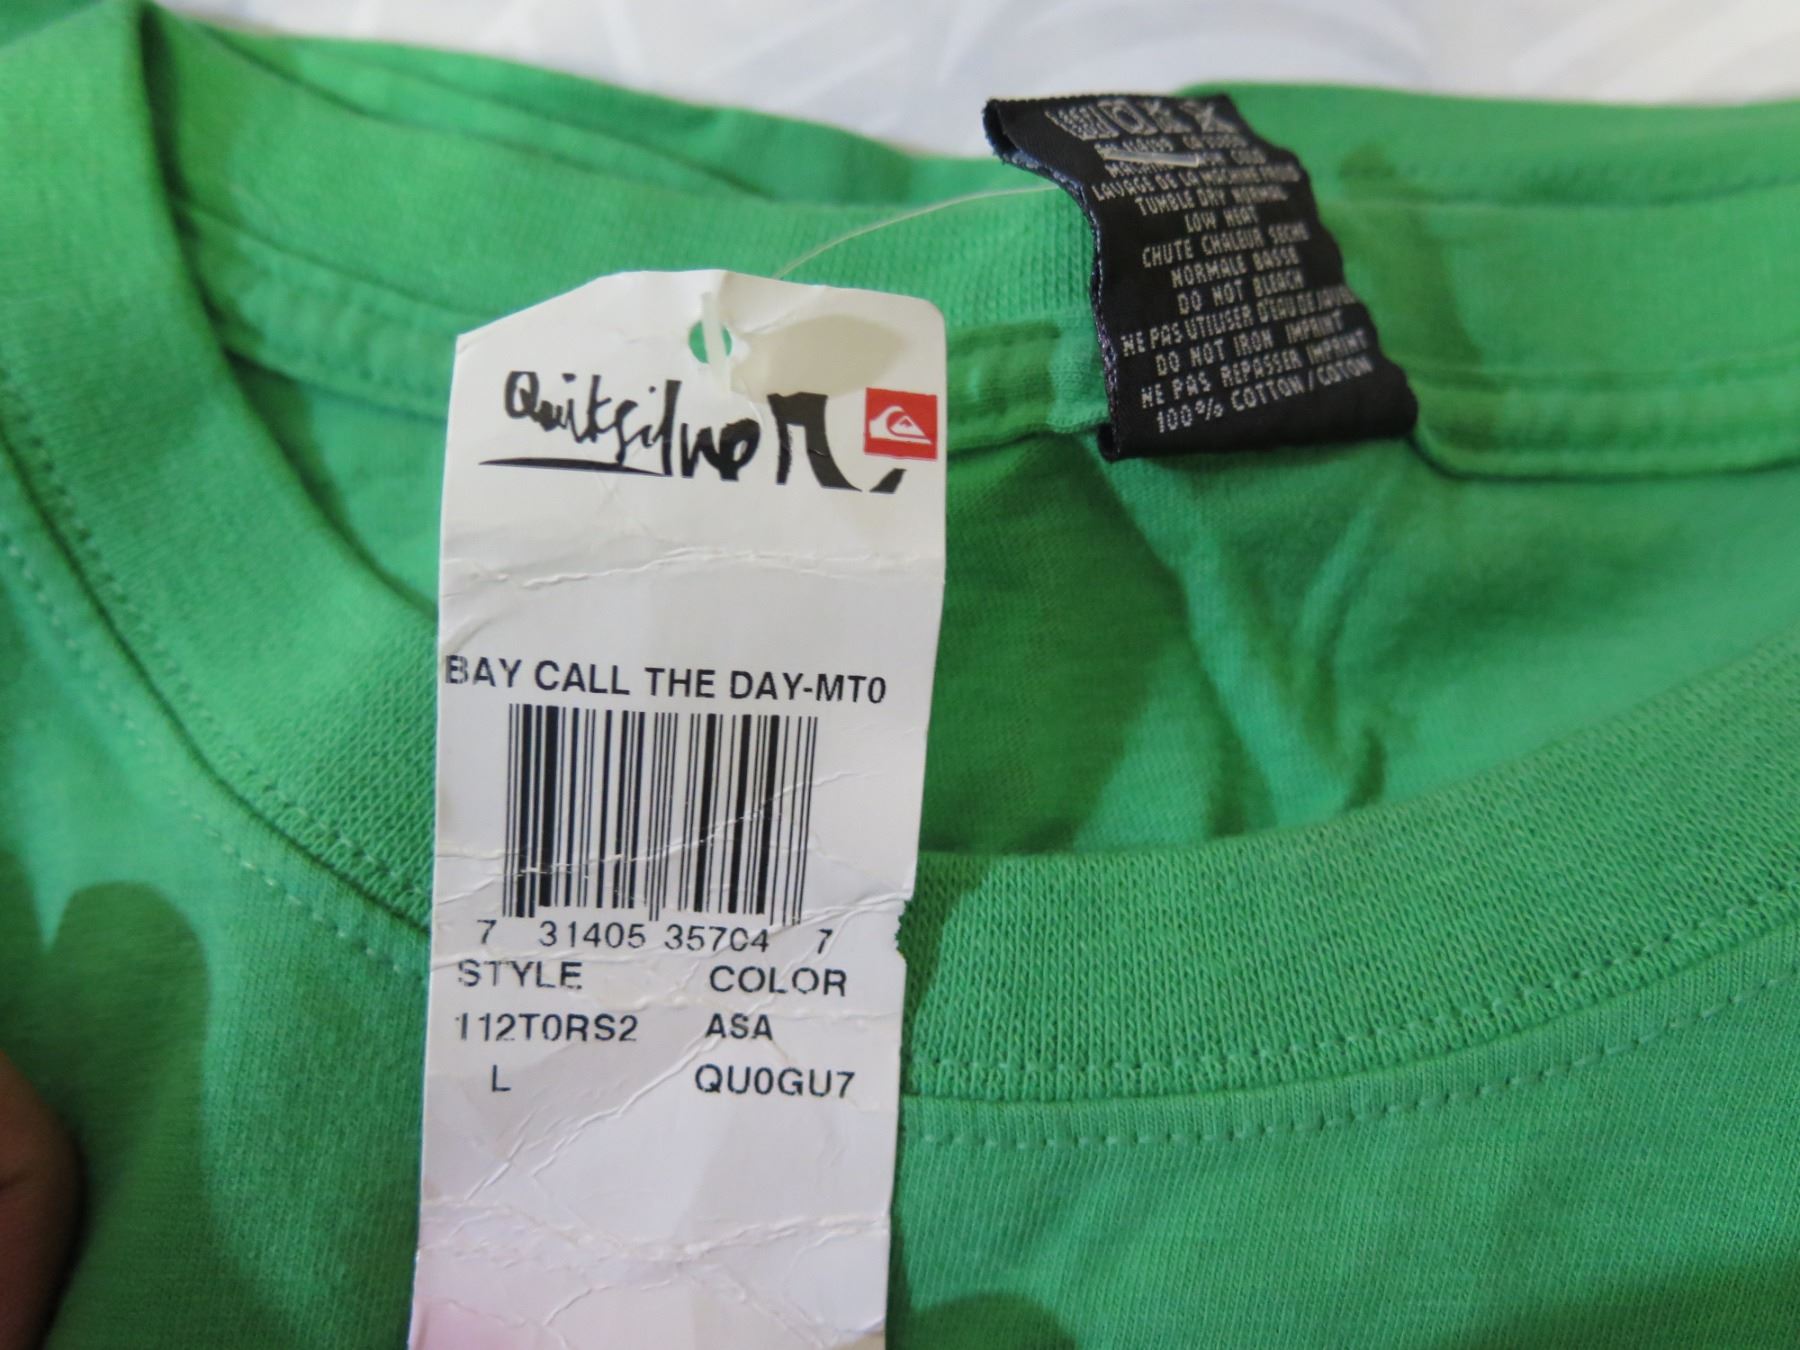 Quiksilver
BAY CALL THE DAY-MT0
7 31405 35704 7
STYLE COLOR
112T0RS2 ASA
L QU0GU7
LAVAGE DE LA
TUMBLE DRY NORMAL
LOW HEAT
CHUTE CHALEUR SECHE
NORMALE BASSE
DO NOT BLEACH
NE PAS UTILISER D'EAU DE
DO NOT IRON IMPRINT
NE PAS REPASSER IMPRINT
100% COTTON/COTON